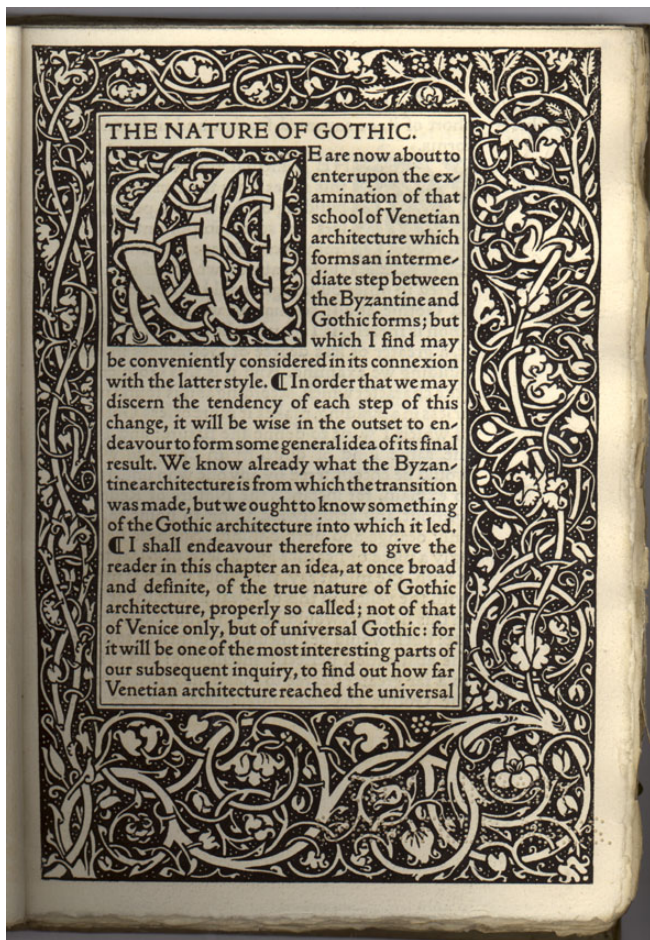 THE NATURE OF GOTHIC.
WE are now about to
enter upon the ex-
amination of that
school of Venetian
architecture which
forms an interme-
diate step between
the Byzantine and
Gothic forms; but
which I find may
be conveniently considered in its connexion
with the latter style. ⁋ In order that we may
discern the tendency of each step of this
change, it will be wise in the outset to en-
deavour to form some general idea of its final
result. We know already what the Byzan-
tine architecture is from which the transition
was made, but we ought to know something
of the Gothic architecture into which it led.
⁋ I shall endeavour therefore to give the
reader in this chapter an idea, at once broad
and definite, of the true nature of Gothic
architecture, properly so called; not of that
of Venice only, but of universal Gothic: for
it will be one of the most interesting parts of
our subsequent inquiry, to find out how far
Venetian architecture reached the universal